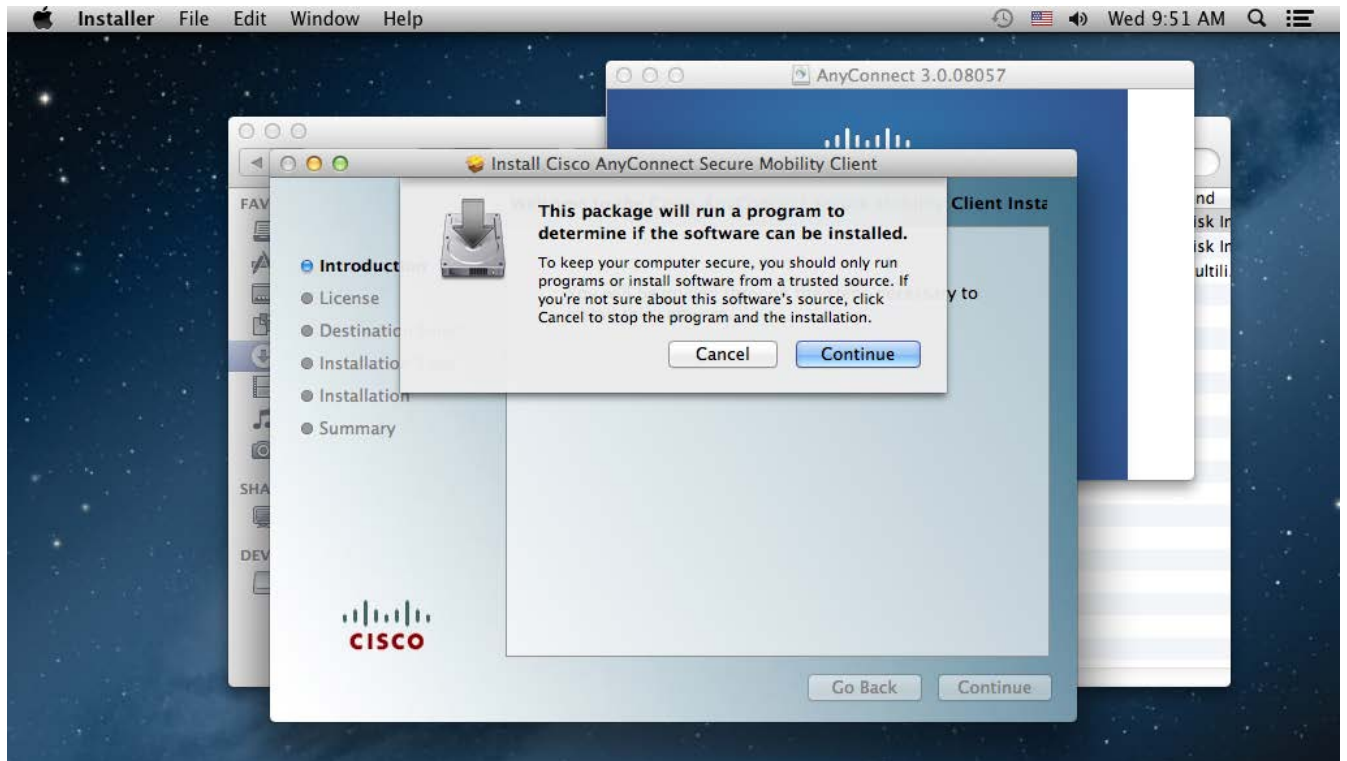 Installer File Edit Window Help Wed 9:51 AM
AnyConnect 3.0.08057
Install Cisco AnyConnect Secure Mobility Client
FAV
Client Insta
nd
isk In
isk In
ultili
This package will run a program to
determine if the software can be installed.
To keep your computer secure, you should only run
programs or install software from a trusted source. If
you're not sure about this software's source, click
Cancel to stop the program and the installation.
Cancel Continue
y to
Introduct
License
Destinatio
Installatio
Installation
Summary
SHA
DEV
CISCO
Go Back Continue